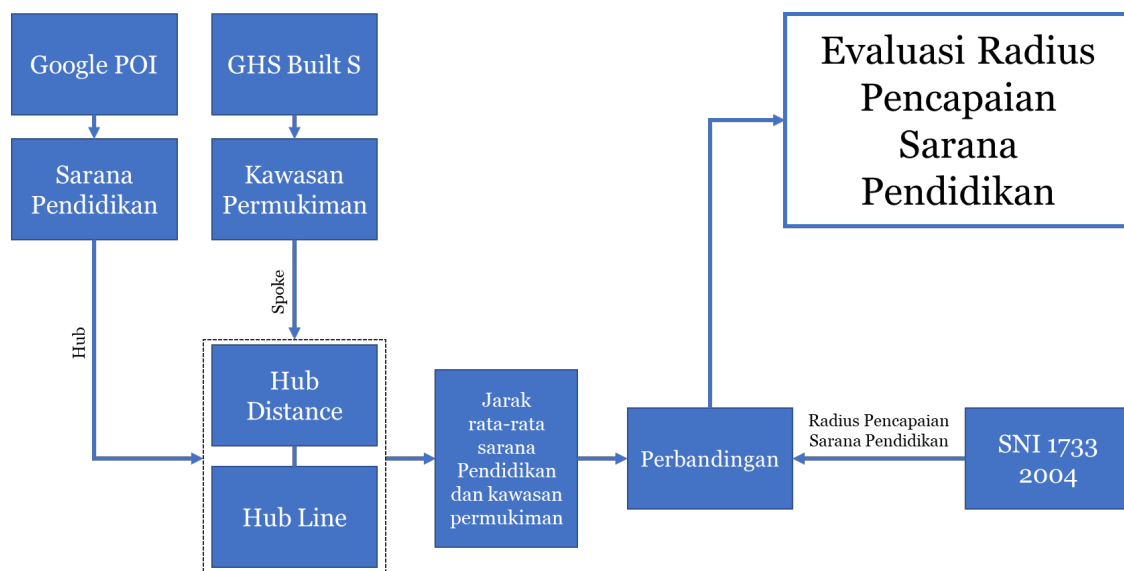 Google POI
GHS Built S
Evaluasi Radius
Pencapaian
Sarana
Pendidikan
Sarana
Pendidikan
Kawasan
Permukiman
Hub
Spoke
Hub
Distance
Hub Line
Jarak
rata-rata
sarana
Pendidikan
dan kawasan
permukiman
Perbandingan
Radius Pencapaian
Sarana Pendidikan
SNI 1733
2004